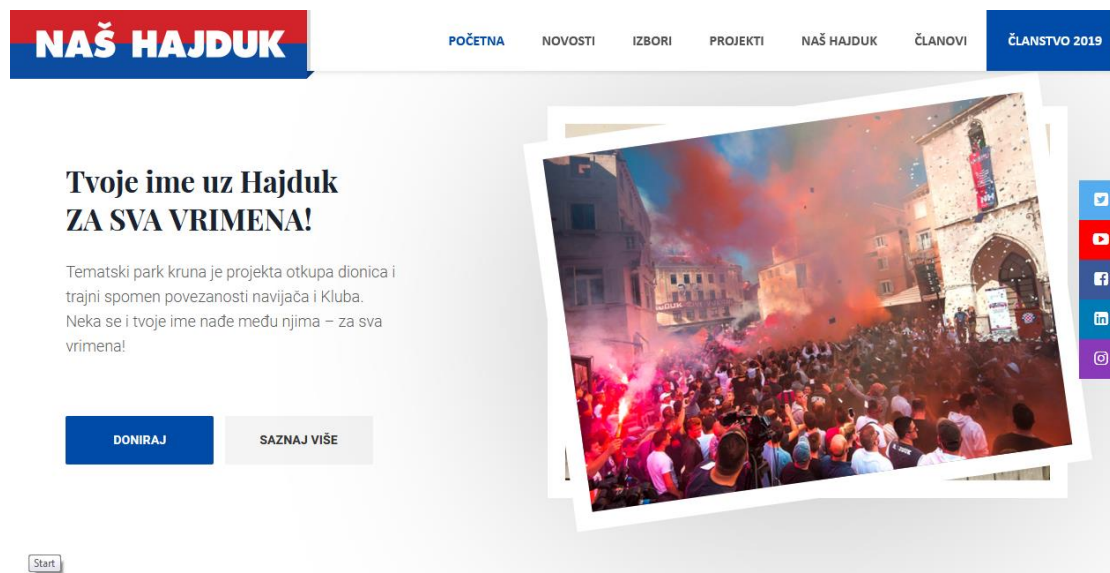 NAŠ HAJDUK
POČETNA
NOVOSTI
IZBORI
PROJEKTI
NAŠ HAJDUK
ČLANOVI
ČLANSTVO 2019
Tvoje ime uz Hajduk
ZA SVA VRIMENA!
Tematski park kruna je projekta otkupa dionica i
trajni spomen povezanosti navijača i Kluba.
Neka se i tvoje ime nađe među njima – za sva
vrimena!
DONIRAJ
SAZNAJ VIŠE
NH
Start